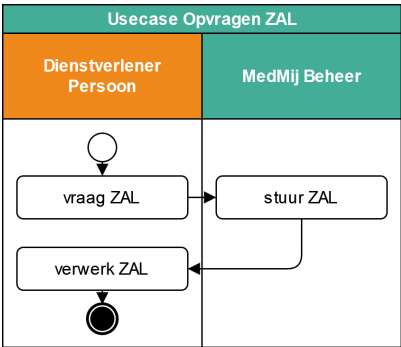 Usecase Opvragen ZAL
Dienstverlener
Persoon
MedMij Beheer
vraag ZAL
stuur ZAL
verwerk ZAL